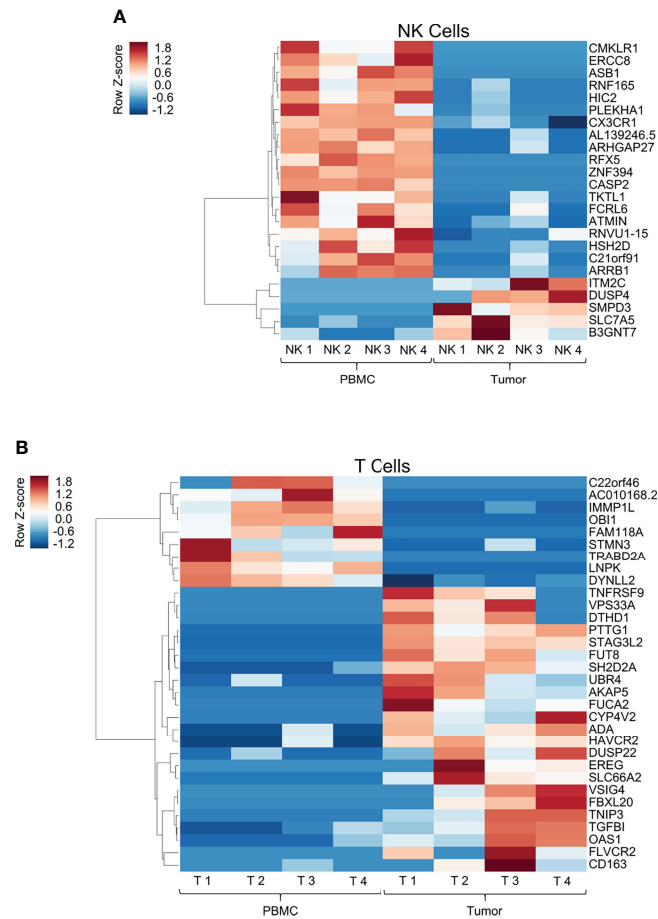 A
NK Cells
Row Z-score
1.8
1.2
0.6
0.0
-0.6
-1.2
CMKLR1
ERCC8
ASB1
RNF165
HIC2
PLEKHA1
CX3CR1
AL139246.5
ARHGAP27
RFX5
ZNF394
CASP2
TKTL1
FCRL6
ATMIN
RNVU1-15
HSH2D
C21orf91
ARRB1
ITM2C
DUSP4
SMPD3
SLC7A5
B3GNT7
NK 1 NK 2 NK 3 NK 4 NK 1 NK 2 NK 3 NK 4
PBMC Tumor
B
T Cells
Row Z-score
1.8
1.2
0.6
0.0
-0.6
-1.2
C22orf46
AC010168.2
IMMP1L
OBI1
FAM118A
STMN3
TRABD2A
LNPK
DYNLL2
TNFRSF9
VPS33A
DTHD1
PTTG1
STAG3L2
FUT8
SH2D2A
UBR4
AKAP5
FUCA2
CYP4V2
ADA
HAVCR2
DUSP22
EREG
SLC66A2
VSIG4
FBXL20
TNIP3
TGFBI
OAS1
FLVCR2
CD163
T 1 T 2 T 3 T 4 T 1 T 2 T 3 T 4
PBMC Tumor